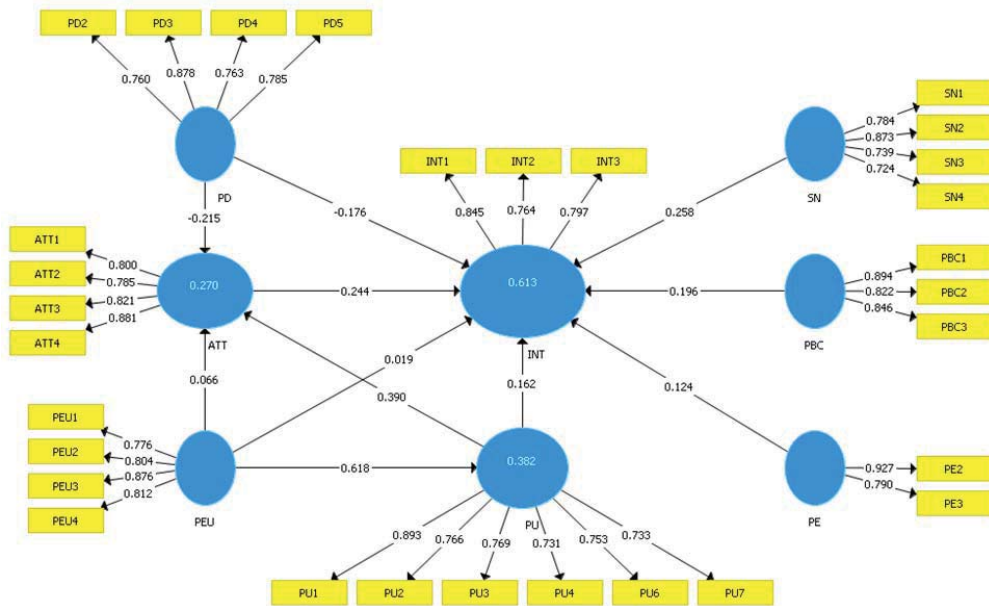 PD2 PD3 PD4 PD5
0.760 0.878 0.763 0.785
PD
SN1
SN2
SN3
SN4
0.784
0.873
0.739
0.724
SN
INT1 INT2 INT3
0.845 0.764 0.797
-0.215
-0.176
0.258
ATT1
ATT2
ATT3
ATT4
0.800
0.785
0.821
0.881
0.270
ATT
0.244
0.613
INT
0.196
PBC1
PBC2
PBC3
0.894
0.822
0.846
PBC
0.066
0.019
0.390
0.162
0.124
PEU1
PEU2
PEU3
PEU4
0.776
0.804
0.876
0.812
PEU
0.618
0.382
PU
PE2
PE3
0.927
0.790
PE
0.893 0.766 0.769 0.731 0.753 0.733
PU1 PU2 PU3 PU4 PU6 PU7